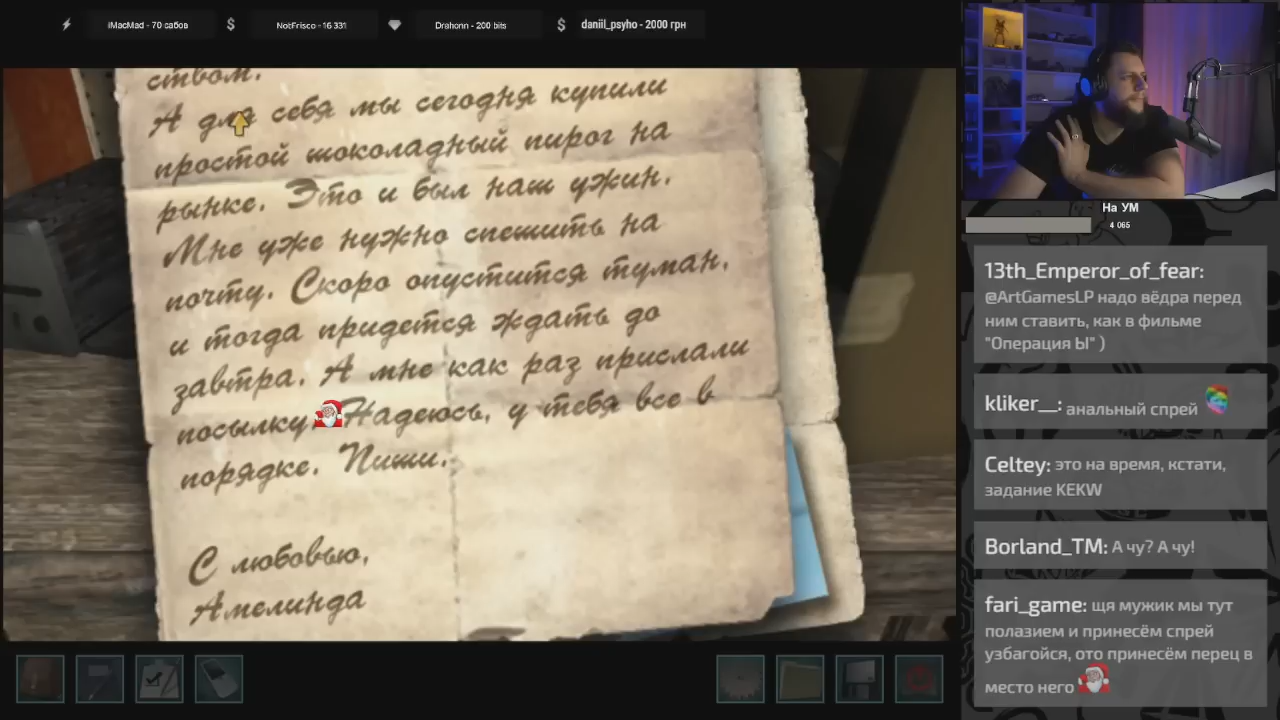 iMacMad - 70 сабов
NotFrisco - 16 331
Drahonn - 200 bits
daniil_psyho - 2000 грн
ством.
А для себя мы сегодня купили
простой шоколадный пирог на
рынке. Это и был наш ужин.
Мне уже нужно спешить на
почту. Скоро опустится туман,
и тогда придется ждать до
завтра. А мне как раз прислали
посылку. Надеюсь, у тебя все в
порядке. Пиши.
С любовью,
Амелинда
На УМ
4 065
13th_Emperor_of_fear:
@ArtGamesLP надо вёдра перед
ним ставить, как в фильме
"Операция Ы" )
kliker__: анальный спрей
Celtey: это на время, кстати,
задание KEKW
Borland_TM: А чу? А чу!
fari_game: щя мужик мы тут
полазием и принесём спрей
узбагойся, ото принесём перец в
место него